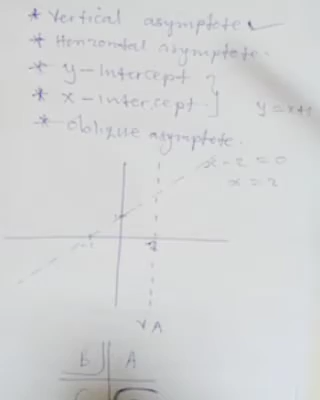 * Vertical asymptote ✓
* Horizontal asymptote.
* y-Intercept
* x-Intercept.]
y = x+1
* Oblique asymptote.
x-2 = 0
x = 2
-1 2
VA
B A